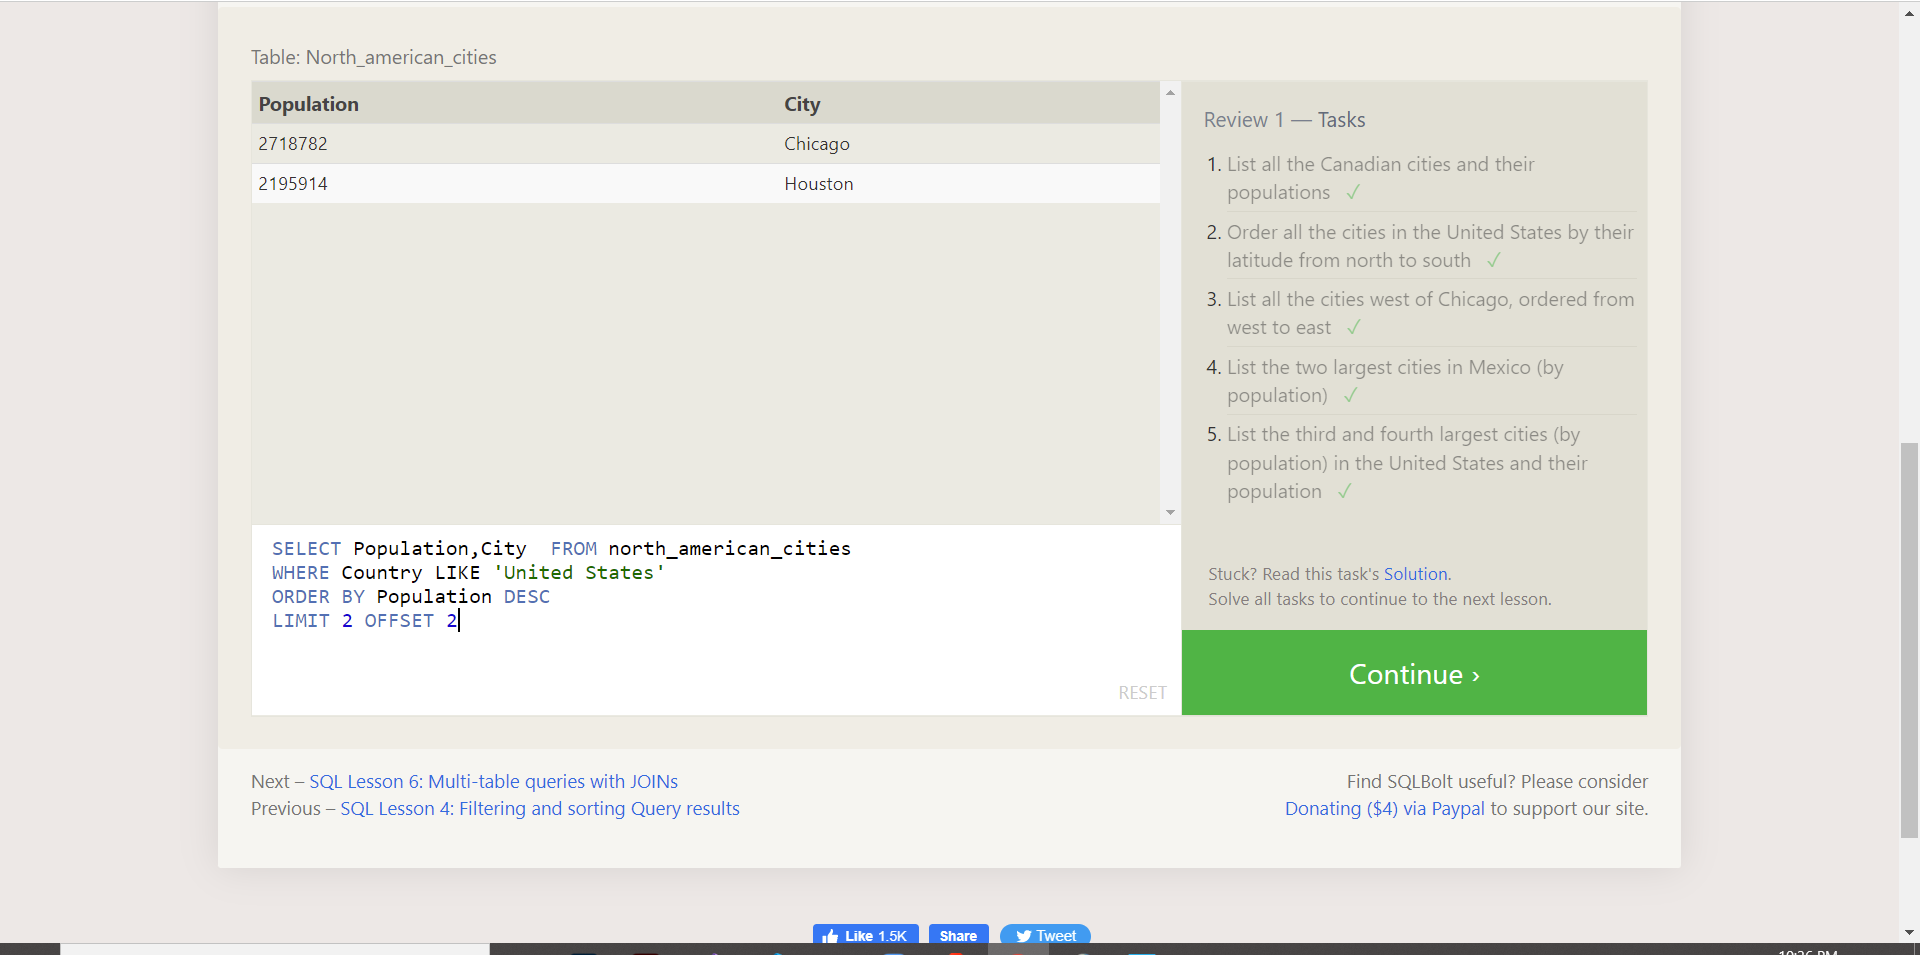 Table: North_american_cities
Population City
2718782 Chicago
2195914 Houston
SELECT Population,City  FROM north_american_cities
WHERE Country LIKE 'United States'
ORDER BY Population DESC
LIMIT 2 OFFSET 2
RESET
Review 1 — Tasks
1. List all the Canadian cities and their
populations ✓
2. Order all the cities in the United States by their
latitude from north to south ✓
3. List all the cities west of Chicago, ordered from
west to east ✓
4. List the two largest cities in Mexico (by
population) ✓
5. List the third and fourth largest cities (by
population) in the United States and their
population ✓
Stuck? Read this task's Solution.
Solve all tasks to continue to the next lesson.
Continue ›
Next – SQL Lesson 6: Multi-table queries with JOINs
Previous – SQL Lesson 4: Filtering and sorting Query results
Find SQLBolt useful? Please consider
Donating ($4) via Paypal to support our site.
Like 1.5K Share Tweet